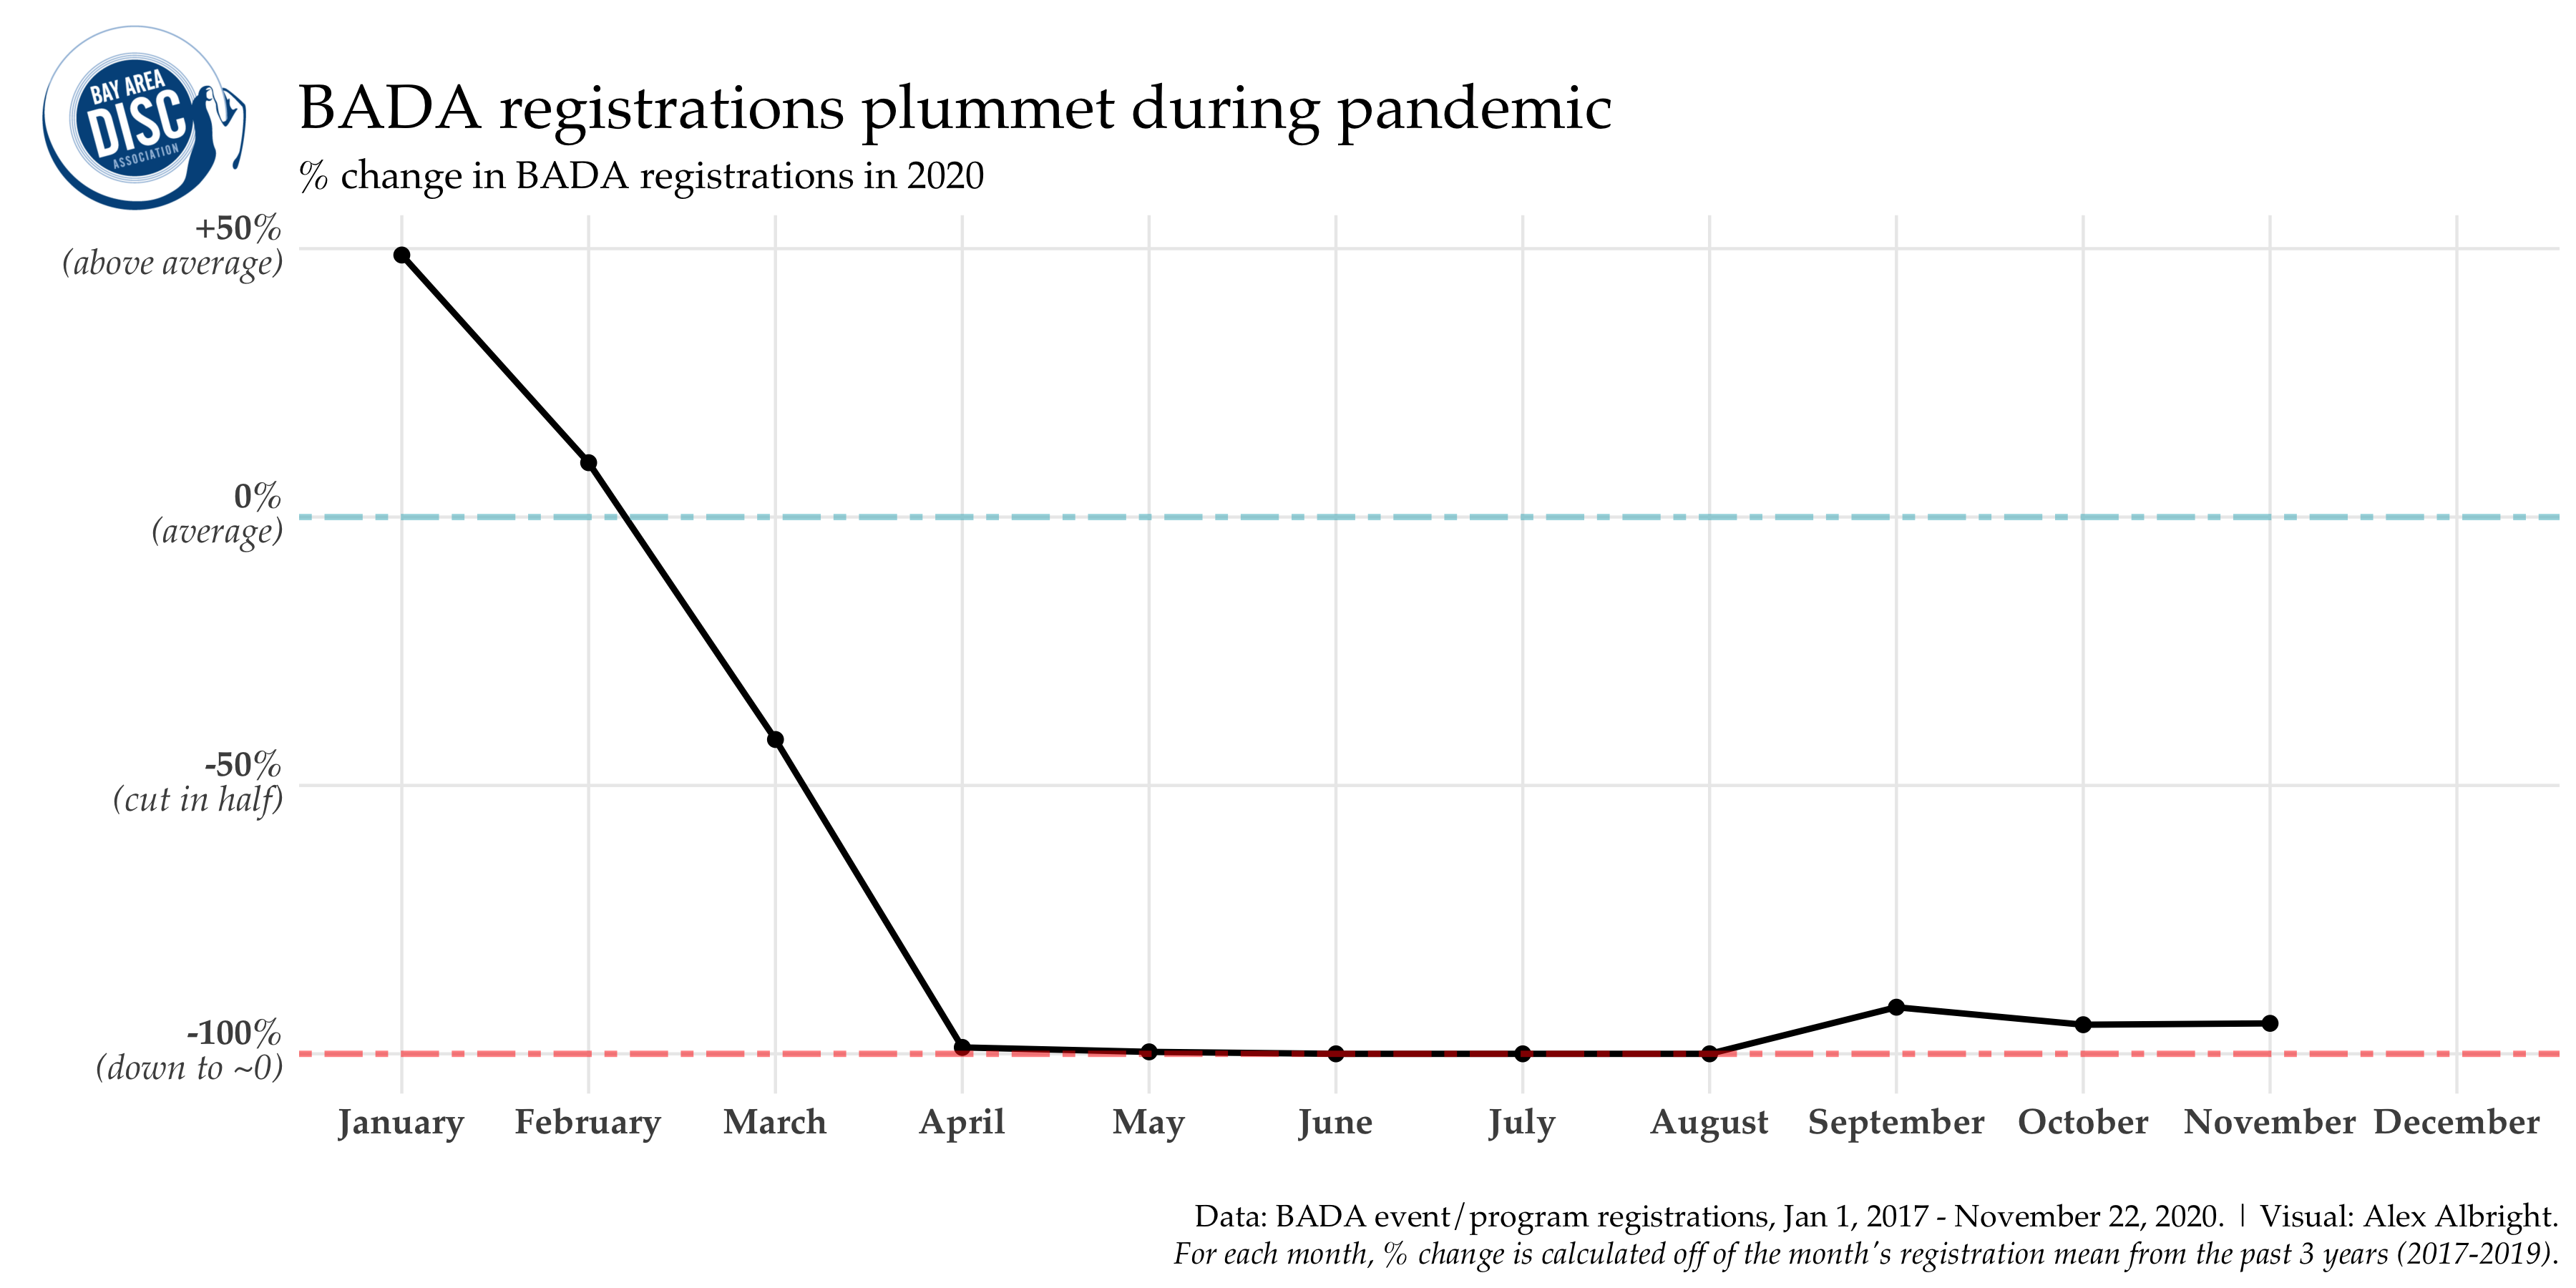 BAY AREA
DISC
ASSOCIATION
BADA registrations plummet during pandemic
% change in BADA registrations in 2020
+50%
(above average)
0%
(average)
-50%
(cut in half)
-100%
(down to ~0)
January February March April May June July August September October November December
Data: BADA event/program registrations, Jan 1, 2017 - November 22, 2020. | Visual: Alex Albright.
For each month, % change is calculated off of the month's registration mean from the past 3 years (2017-2019).